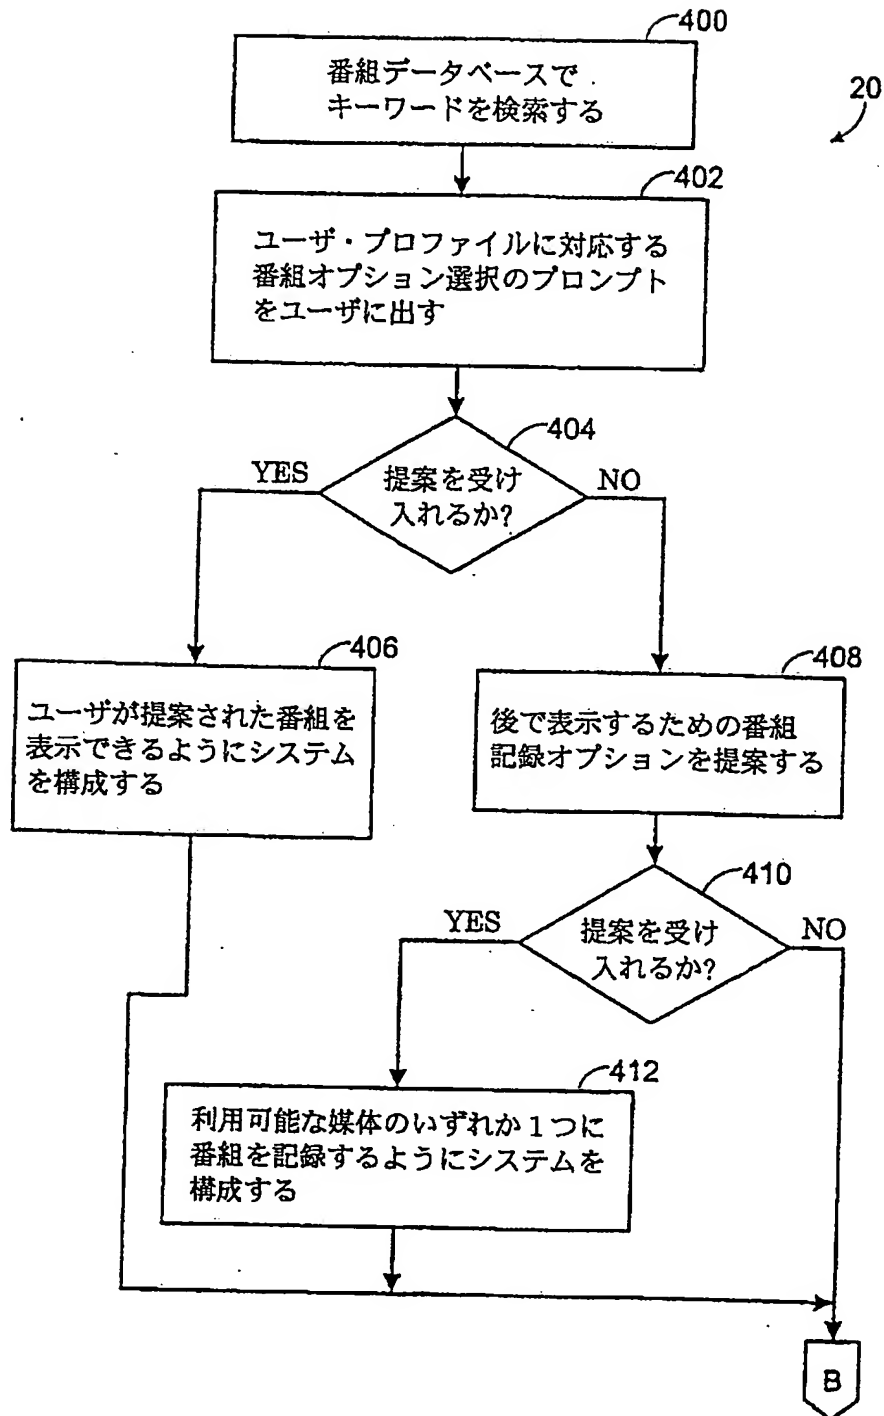 400
番組データベースで
キーワードを検索する
20
402
ユーザ・プロファイルに対応する
番組オプション選択のプロンプト
をユーザに出す
404
YES
提案を受け
入れるか?
NO
406
ユーザが提案された番組を
表示できるようにシステム
を構成する
408
後で表示するための番組
記録オプションを提案する
410
YES
提案を受け
入れるか?
NO
412
利用可能な媒体のいずれか1つに
番組を記録するようにシステムを
構成する
B